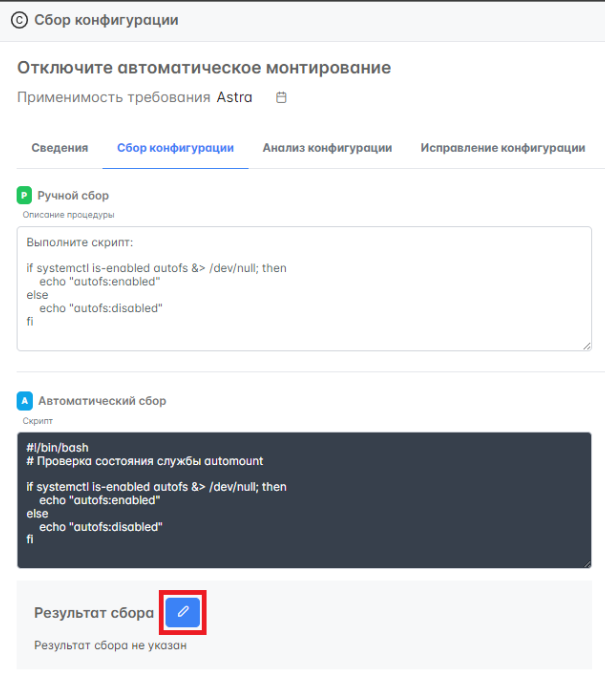 © Сбор конфигурации
Отключите автоматическое монтирование
Применимость требования Astra
Сведения Сбор конфигурации Анализ конфигурации Исправление конфигурации
Р Ручной сбор
Описание процедуры
Выполните скрипт:
if systemctl is-enabled autofs &> /dev/null; then
echo "autofs:enabled"
else
echo "autofs:disabled"
fi
А Автоматический сбор
Скрипт
#!/bin/bash
# Проверка состояния службы automount
if systemctl is-enabled autofs &> /dev/null; then
echo "autofs:enabled"
else
echo "autofs:disabled"
fi
Результат сбора
Результат сбора не указан